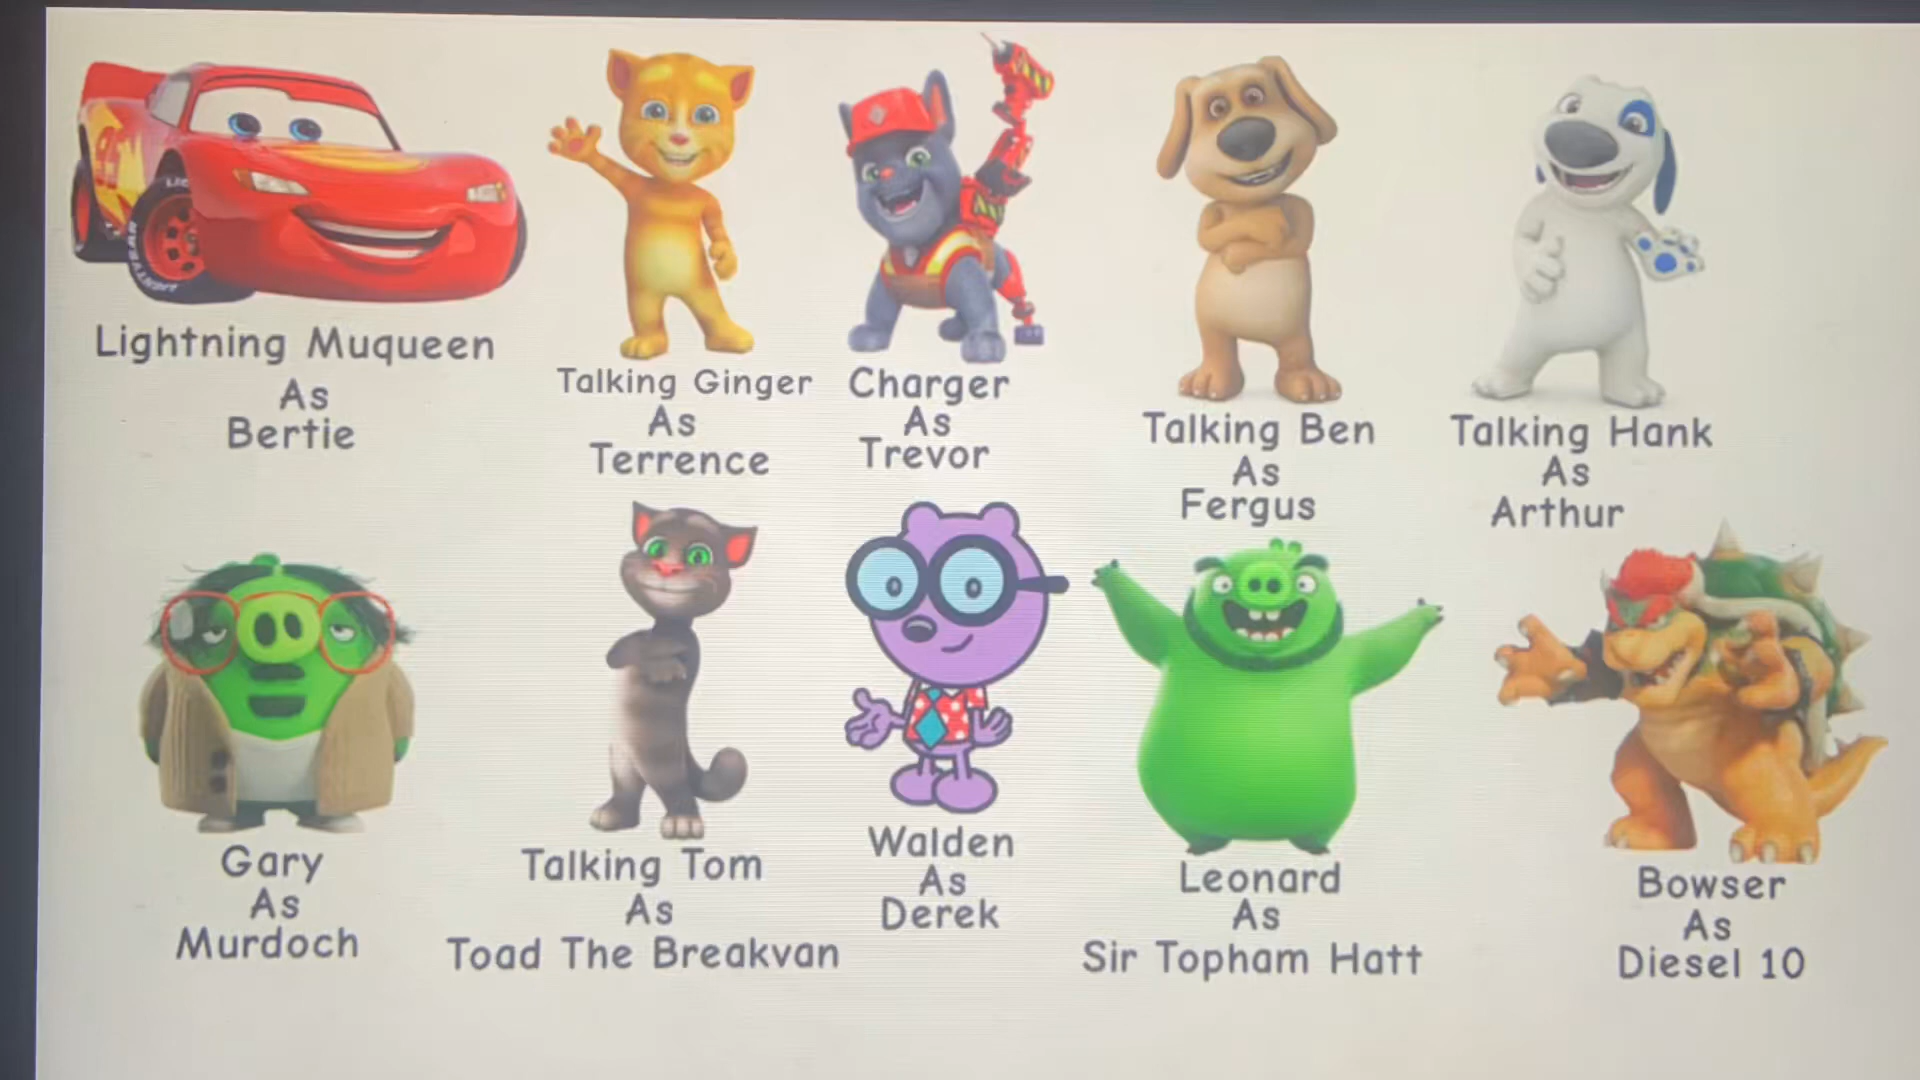 Lightning Muqueen
As
Bertie
Talking Ginger
As
Terrence
Charger
As
Trevor
Talking Ben
As
Fergus
Talking Hank
As
Arthur
Gary
As
Murdoch
Talking Tom
As
Toad The Breakvan
Walden
As
Derek
Leonard
As
Sir Topham Hatt
Bowser
As
Diesel 10